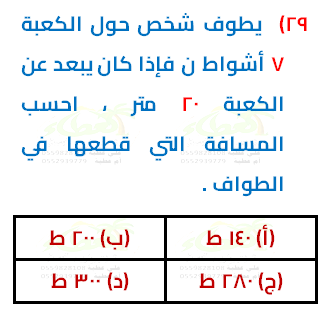 ٢٩) يطوف شخص حول الكعبة
٧ أشواط ن فإذا كان يبعد عن
الكعبة ٢٠ متر ، احسب
المسافة التي قطعها في
الطواف .
(أ) ١٤٠ ط (ب) ٢٠٠ ط
(ج) ٢٨٠ ط (د) ٣٠٠ ط